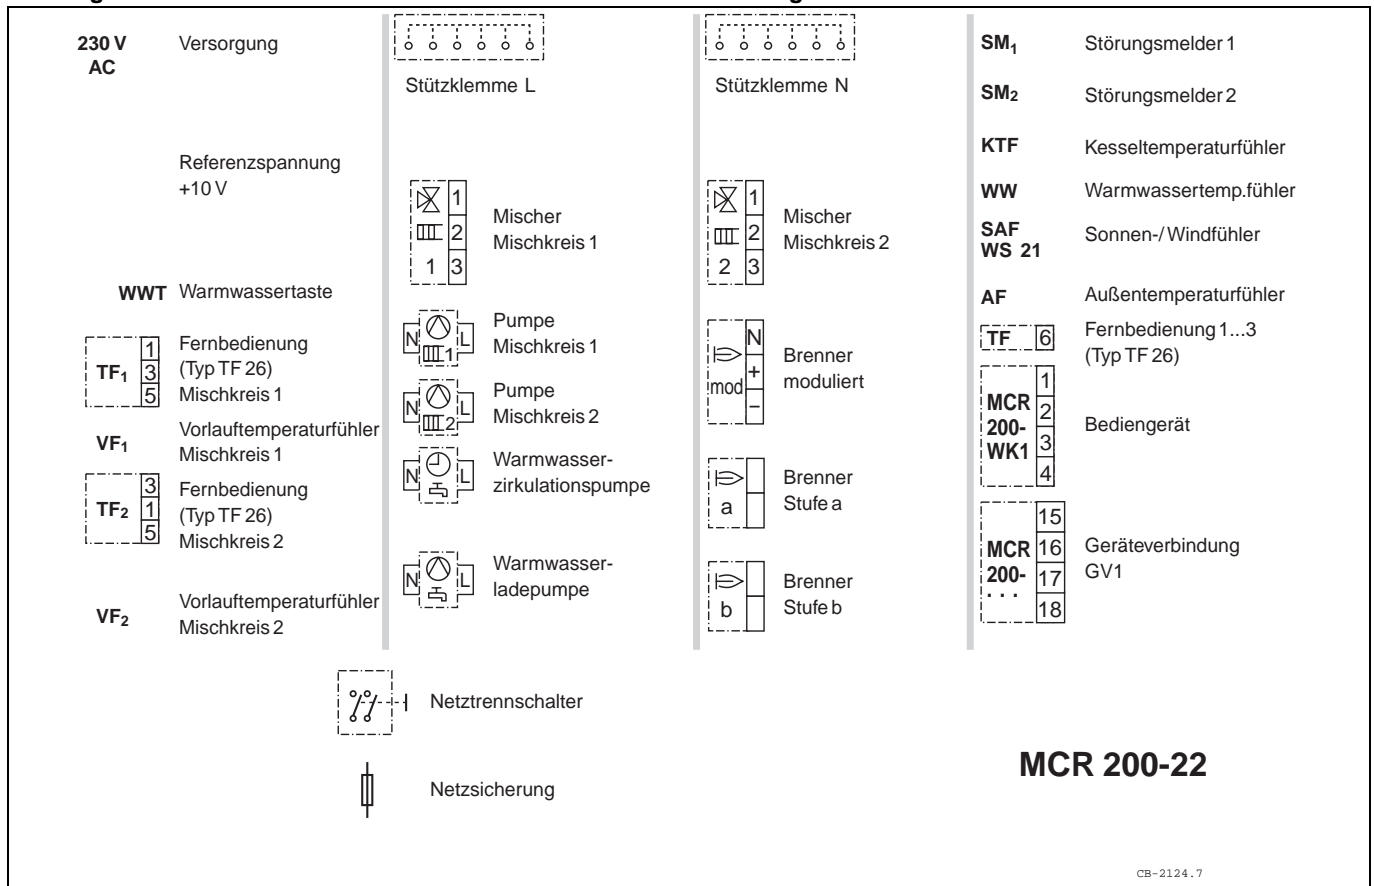 230 V
AC
Versorgung
Referenzspannung
+10 V
WWT Warmwassertaste
TF1
1
3
5
Fernbedienung
(Typ TF 26)
Mischkreis 1
VF1
Vorlauftemperaturfühler
Mischkreis 1
TF2
3
1
5
Fernbedienung
(Typ TF 26)
Mischkreis 2
VF2
Vorlauftemperaturfühler
Mischkreis 2
Stützklemme L
1
2
1 3
Mischer
Mischkreis 1
N L
1
Pumpe
Mischkreis 1
N L
2
Pumpe
Mischkreis 2
N L
Warmwasser-
zirkulationspumpe
N L
Warmwasser-
ladepumpe
Stützklemme N
1
2
2 3
Mischer
Mischkreis 2
N
+
mod
–
Brenner
moduliert
a
Brenner
Stufe a
b
Brenner
Stufe b
SM1 Störungsmelder 1
SM2 Störungsmelder 2
KTF Kesseltemperaturfühler
WW Warmwassertemp.fühler
SAF
WS 21
Sonnen-/ Windfühler
AF Außentemperaturfühler
TF 6
Fernbedienung 1...3
(Typ TF 26)
MCR
200-
WK1
1
2
3
4
Bediengerät
MCR
200-
. . .
15
16
17
18
Geräteverbindung
GV1
Netztrennschalter
Netzsicherung
MCR 200-22
CB-2124.7